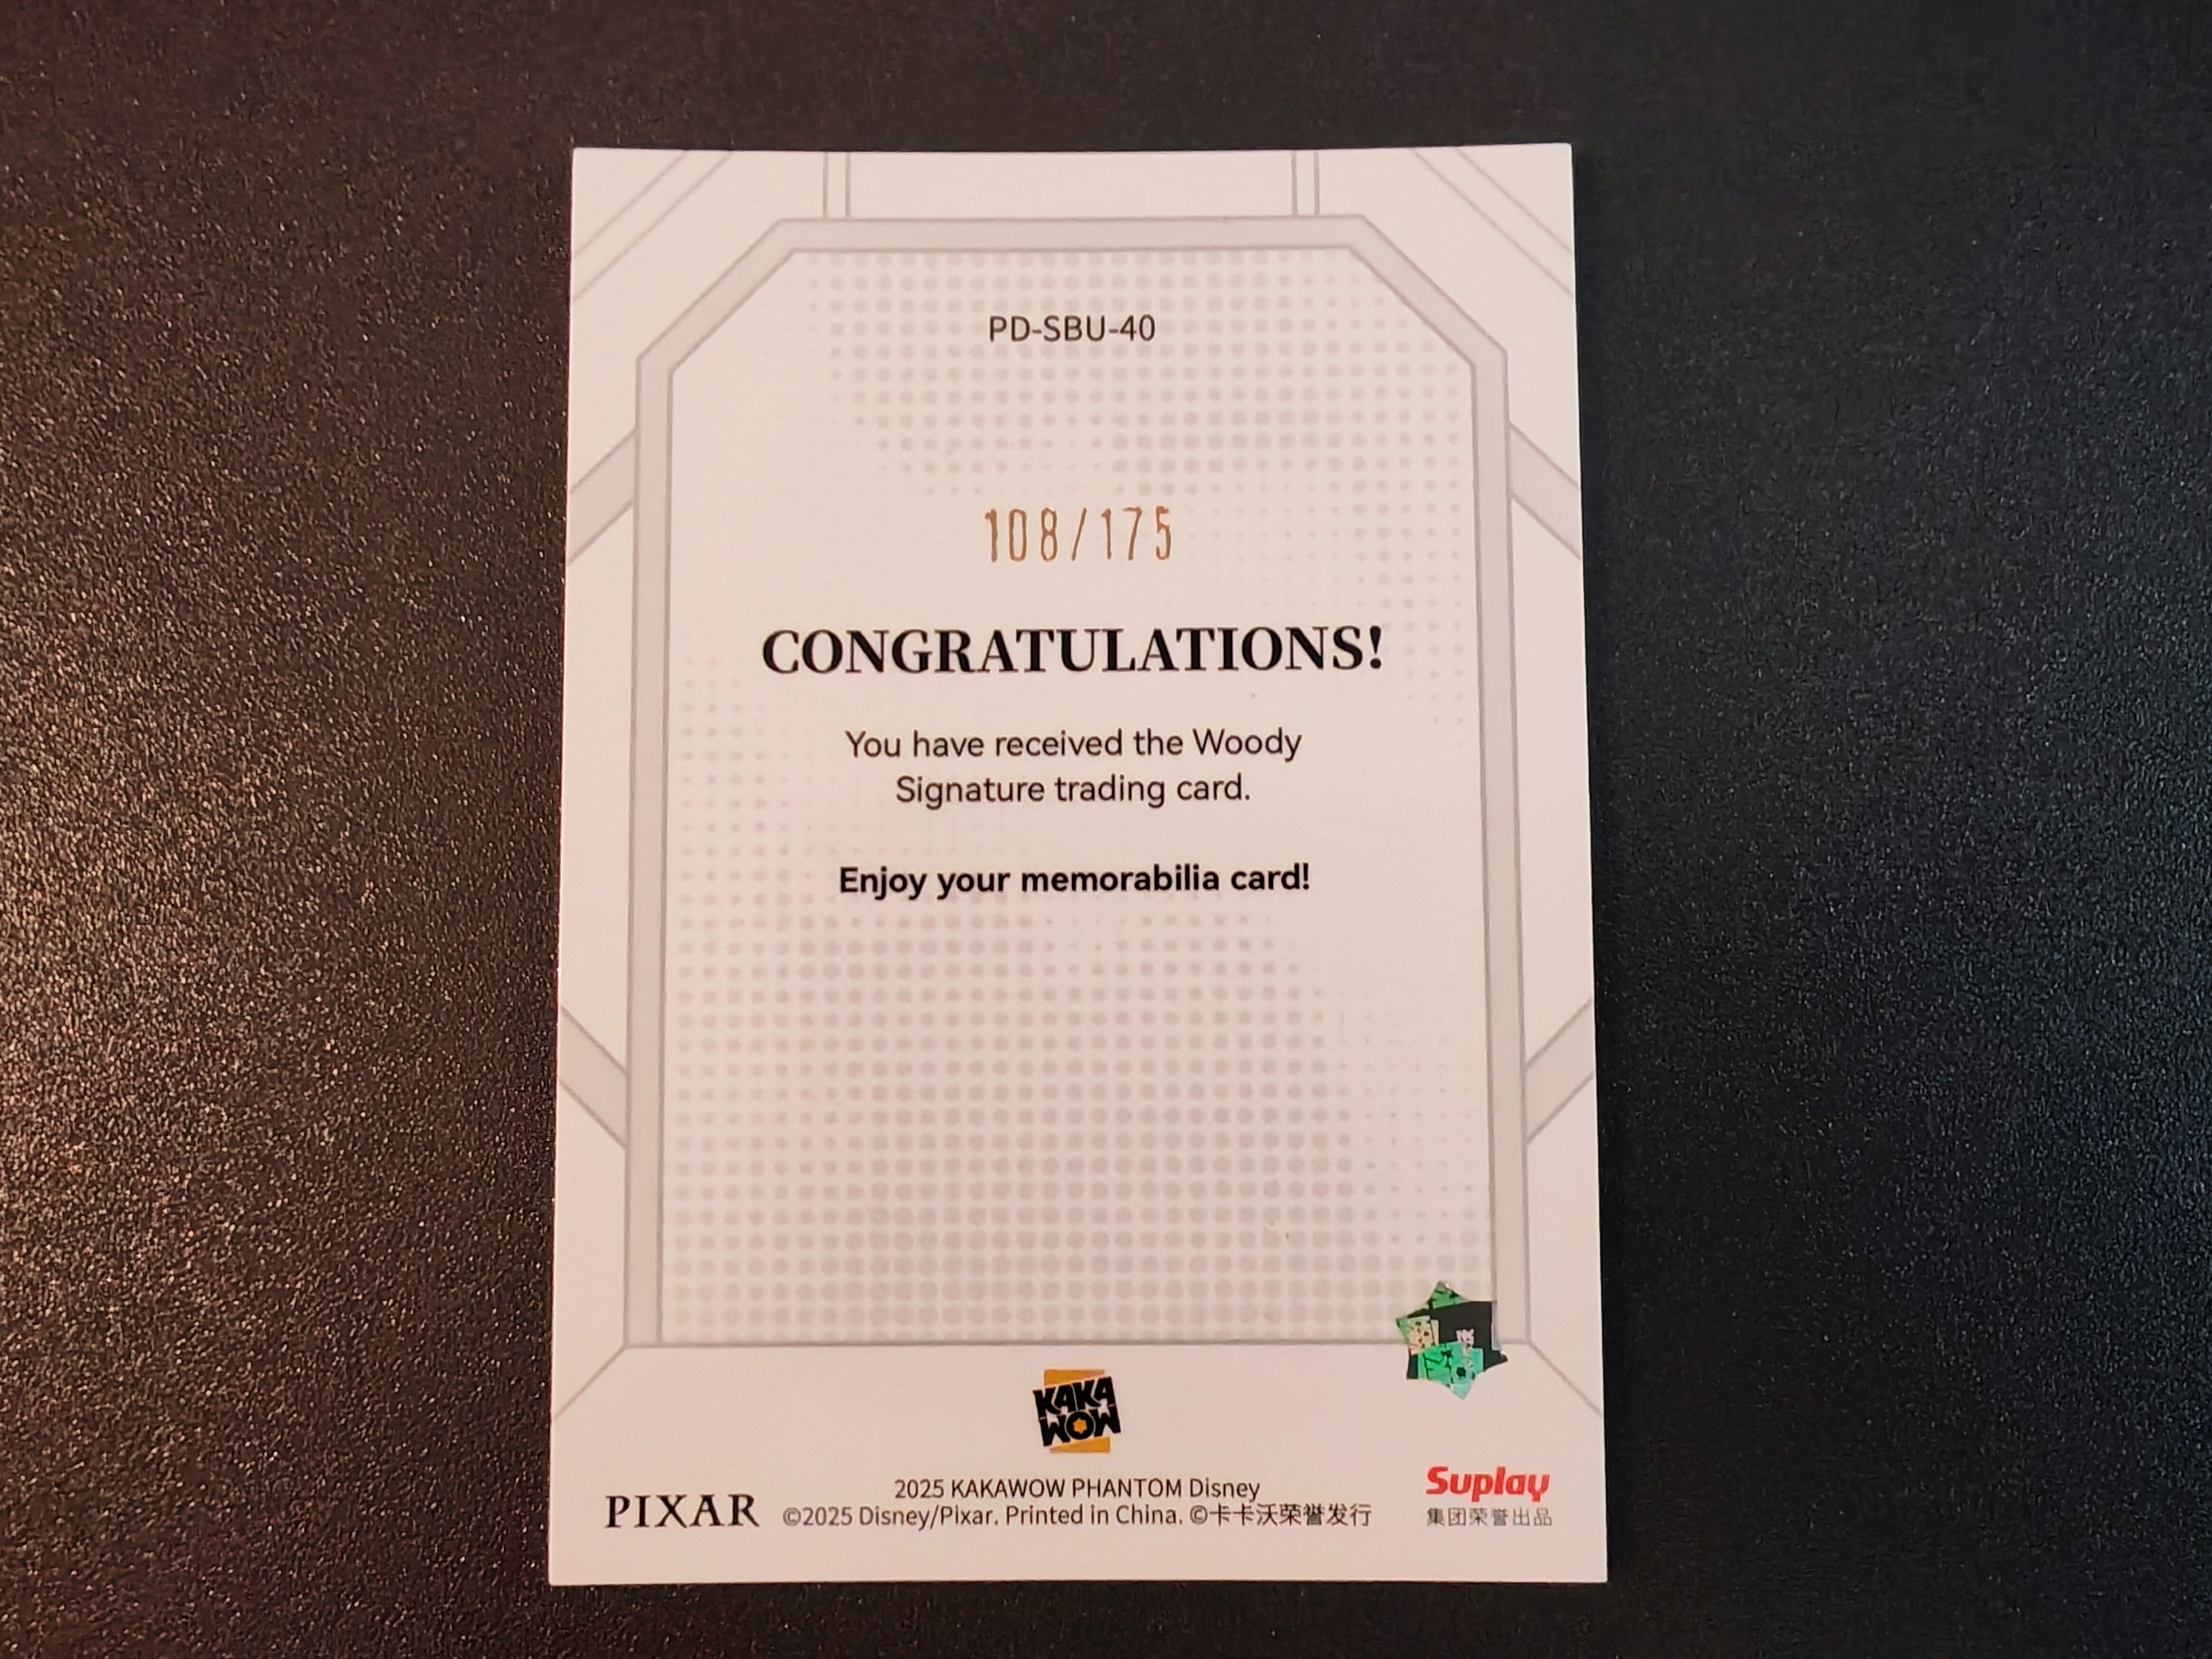 PD-SBU-40
108/175
CONGRATULATIONS!
You have received the Woody
Signature trading card.
Enjoy your memorabilia card!
KAKA
WOW
PIXAR
2025 KAKAWOW PHANTOM Disney
©2025 Disney/Pixar. Printed in China. ©卡卡沃荣誉发行
Suplay
集团荣誉出品